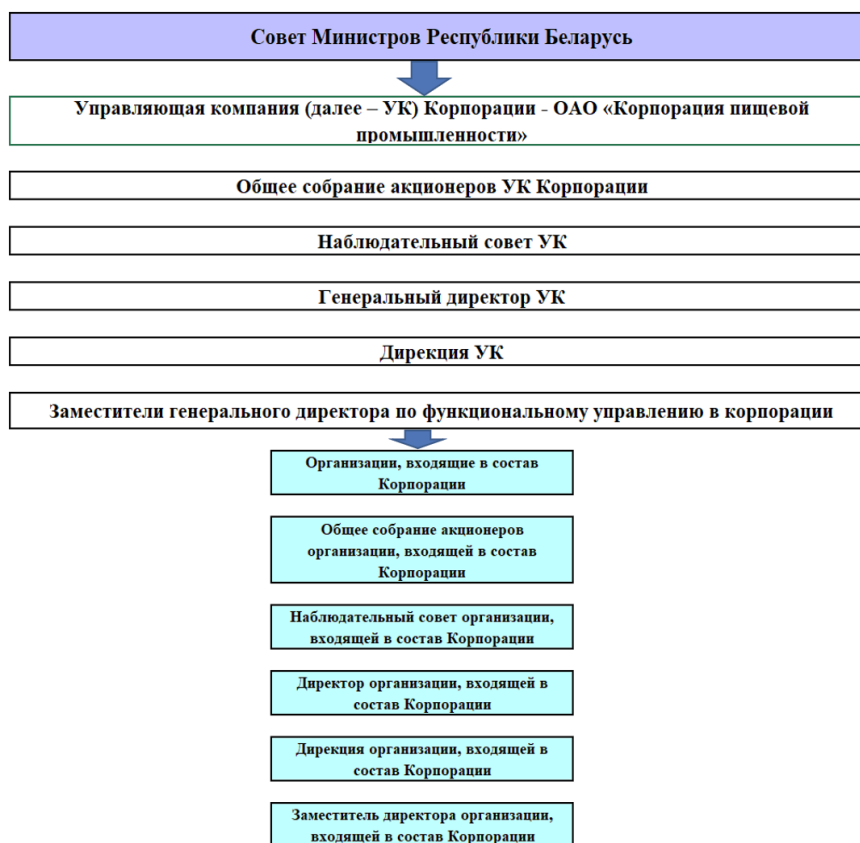 Совет Министров Республики Беларусь
Управляющая компания (далее – УК) Корпорации - ОАО «Корпорация пищевой
промышленности»
Общее собрание акционеров УК Корпорации
Наблюдательный совет УК
Генеральный директор УК
Дирекция УК
Заместители генерального директора по функциональному управлению в корпорации
Организации, входящие в состав
Корпорации
Общее собрание акционеров
организации, входящей в состав
Корпорации
Наблюдательный совет организации,
входящей в состав Корпорации
Директор организации, входящей в
состав Корпорации
Дирекция организации, входящей в
состав Корпорации
Заместитель директора организации,
входящей в состав Корпорации